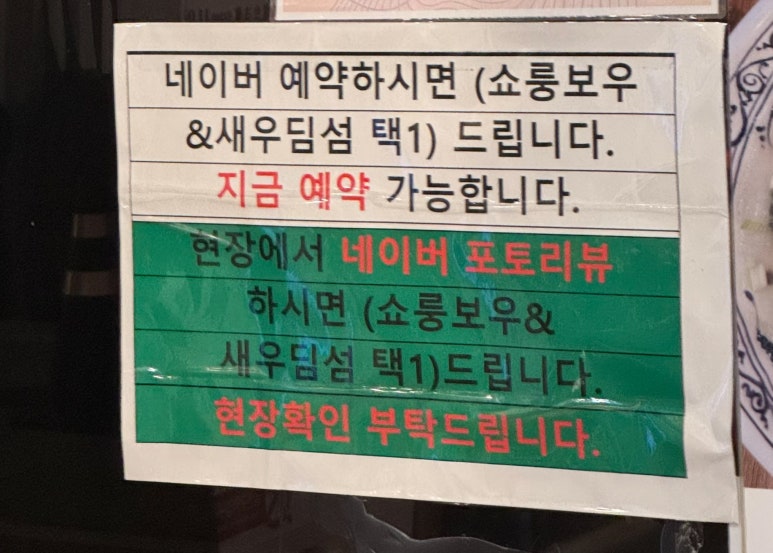 네이버 예약하시면 (쇼룽보우
&새우딤섬 택1) 드립니다.
지금 예약 가능합니다.
현장에서 네이버 포토리뷰
하시면 (쇼룽보우&
새우딤섬 택1)드립니다.
현장확인 부탁드립니다.